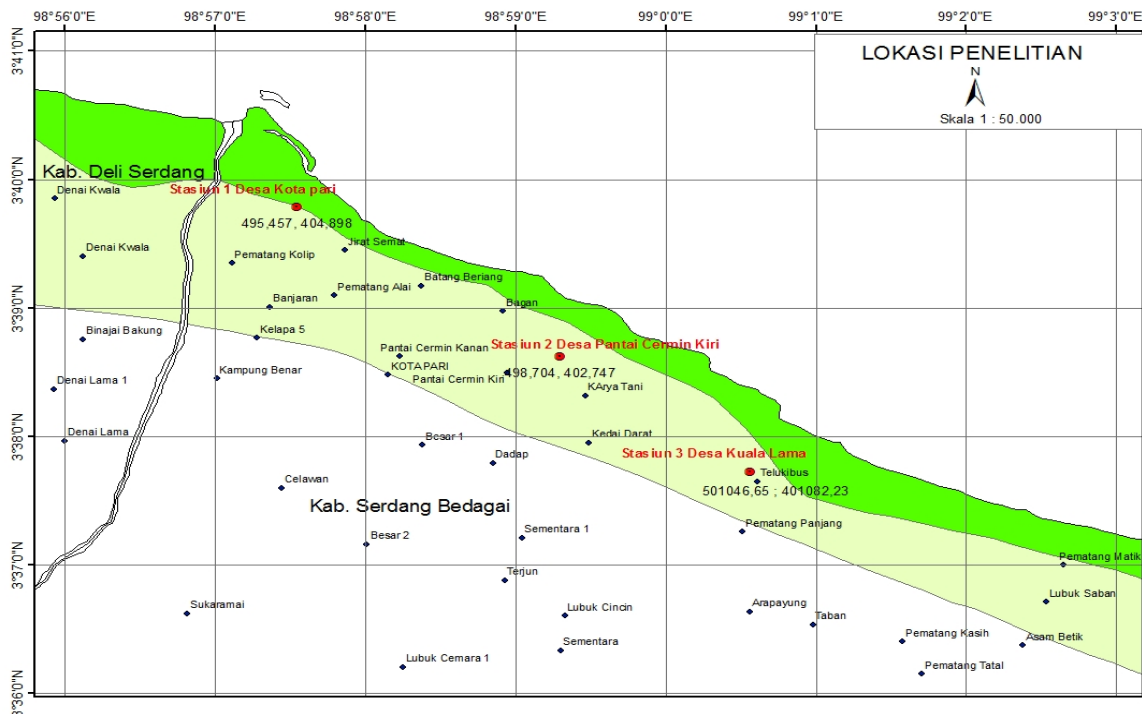 98°56'0"E 98°57'0"E 98°58'0"E 98°59'0"E 99°0'0"E 99°1'0"E 99°2'0"E 99°3'0"E
3°41'0"N
LOKASI PENELITIAN
N
Skala 1 : 50.000
3°40'0"N
Kab. Deli Serdang
Denai Kwala
Stasiun 1 Desa Kota pari
495,457, 404,898
Denai Kwala
Pematang Kolip
Jirat Semat
Batang Beriang
Pematang Alai
Banjaran
Bagan
3°39'0"N
Binajai Bakung
Kelapa 5
Stasiun 2 Desa Pantai Cermin Kiri
Pantai Cermin Kanan
KOTAPARI
498,704, 402,747
Kampung Benar
Pantai Cermin Kiri
Denai Lama 1
KArya Tani
3°38'0"N
Denai Lama
Besar 1
Kedai Darat
Dadap
Stasiun 3 Desa Kuala Lama
Telukibus
501046,65 ; 401082,23
Celawan
Kab. Serdang Bedagai
Besar 2
Sementara 1
Pematang Panjang
3°37'0"N
Terjun
Pematang Matik
Sukaramai
Lubuk Cincin
Arapayung
Taban
Lubuk Saban
Sementara
Pematang Kasih
Asam Betik
Lubuk Cemara 1
Pematang Tatal
3°36'0"N